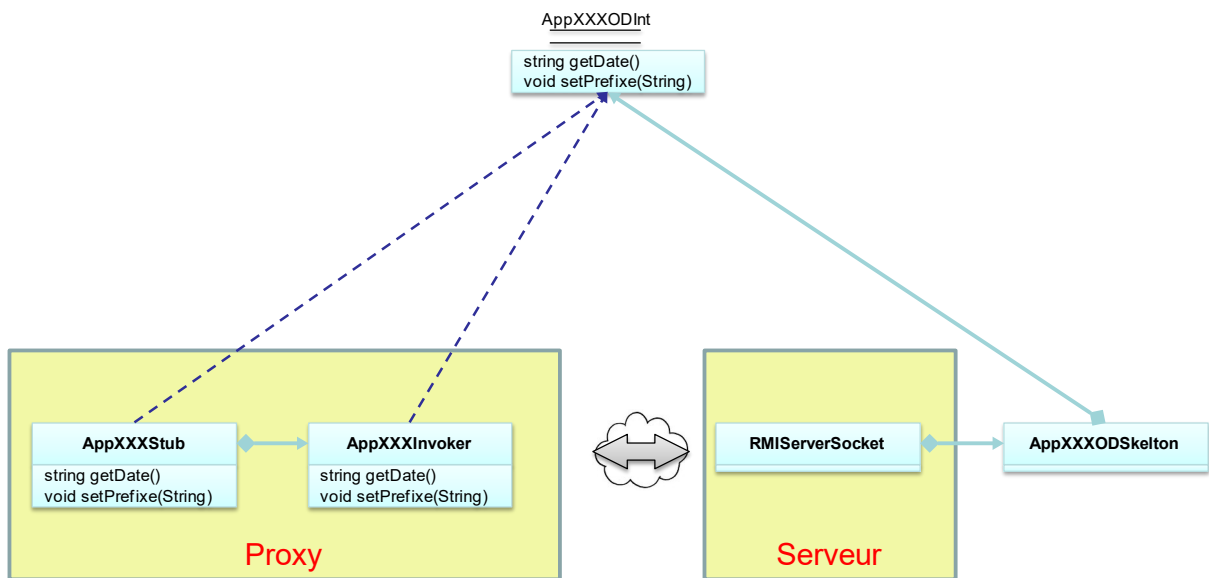 AppXXXODInt
string getDate()
void setPrefixe(String)
AppXXXStub
string getDate()
void setPrefixe(String)
AppXXXInvoker
string getDate()
void setPrefixe(String)
Proxy
RMIServerSocket
Serveur
AppXXXODSkelton